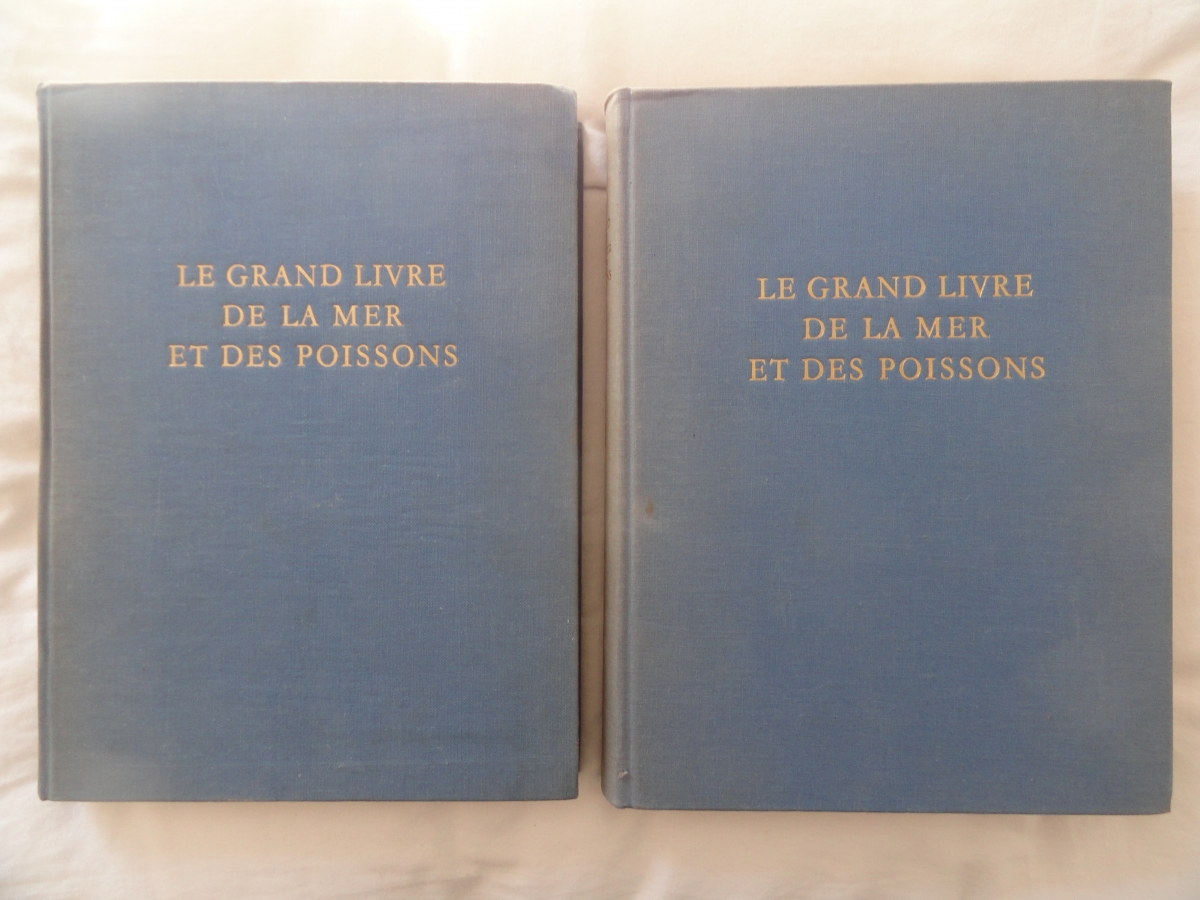 LE GRAND LIVRE
DE LA MER
ET DES POISSONS
LE GRAND LIVRE
DE LA MER
ET DES POISSONS